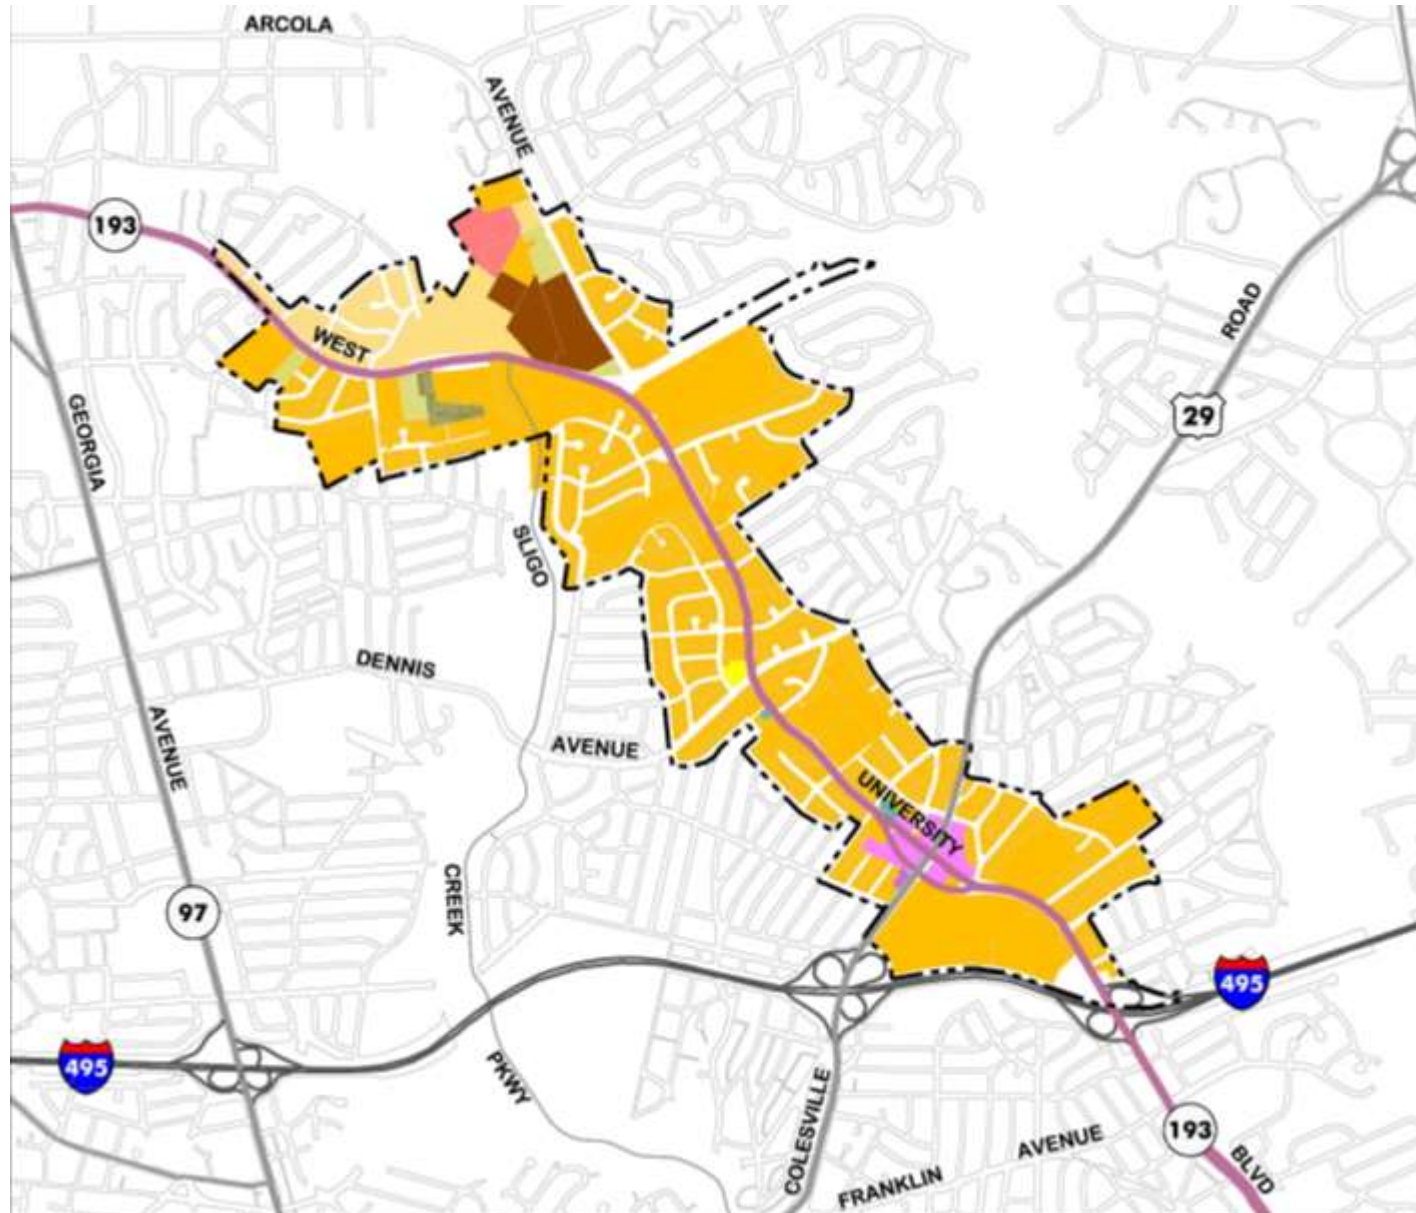 ARCOLA
AVENUE
193
WEST
ROAD
29
GEORGIA
SLIGO
DENNIS
AVENUE
AVENUE
UNIVERSITY
CREEK
97
495
495
PKWY
COLESVILLE
193
AVENUE
BLVD
FRANKLIN